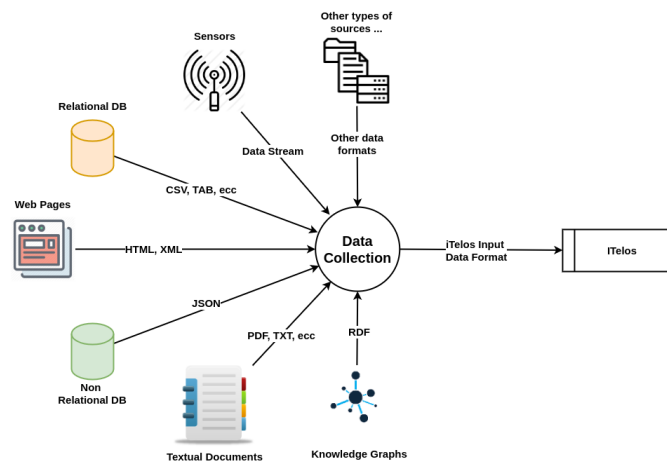 Other types of
sources ...
Sensors
Relational DB
Data Stream
Other data
formats
CSV, TAB, ecc
Web Pages
HTML, XML
Data
Collection
iTelos Input
Data Format
ITelos
JSON
PDF, TXT, ecc
RDF
Non
Relational DB
Textual Documents
Knowledge Graphs